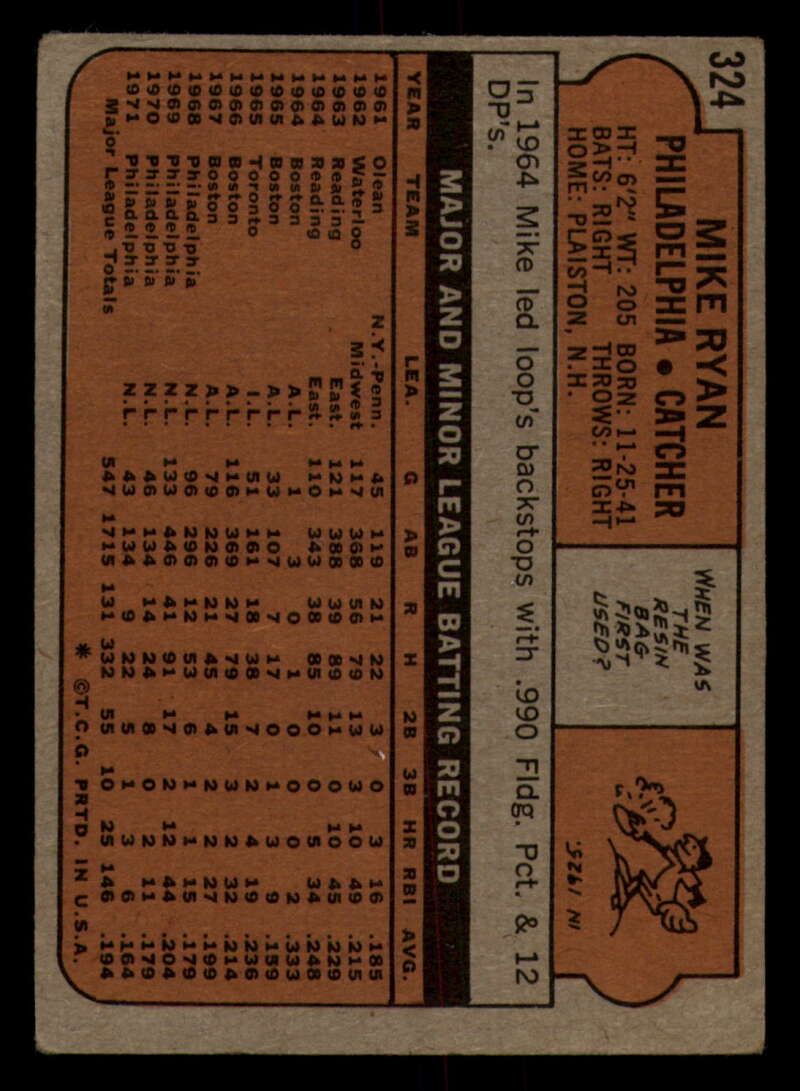 324
MIKE RYAN
PHILADELPHIA • CATCHER
HT: 6'2" WT: 205 BORN: 11-25-41
BATS: RIGHT THROWS: RIGHT
HOME: PLAISTON, N.H.
WHEN WAS
THE
RESIN
BAG
FIRST
USED?
IN 1925.
In 1964 Mike led loop's backstops with .990 Fldg. Pct. & 12
DP's.
MAJOR AND MINOR LEAGUE BATTING RECORD
YEAR TEAM LEA. G AB R H 2B 3B HR RBI AVG.
1961 Olean N.Y.-Penn. 45 119 21 22 3 0 3 16 .185
1962 Waterloo Midwest 117 368 56 79 13 3 10 49 .215
1963 Reading East. 121 388 39 89 11 0 10 45 .229
1964 Reading East. 110 343 38 85 10 0 5 34 .248
1964 Boston A.L. 1 3 0 1 0 0 0 2 .333
1965 Boston A.L. 33 107 7 17 0 1 3 9 .159
1965 Toronto I.L. 51 161 18 38 7 2 4 19 .236
1966 Boston A.L. 116 369 27 79 15 3 2 32 .214
1967 Boston A.L. 79 226 21 45 4 2 2 27 .199
1968 Philadelphia N.L. 96 296 12 53 6 1 1 15 .179
1969 Philadelphia N.L. 133 446 41 91 17 2 12 44 .204
1970 Philadelphia N.L. 46 134 14 24 8 0 2 11 .179
1971 Philadelphia N.L. 43 134 9 22 5 1 3 6 .164
Major League Totals 547 1715 131 332 55 10 25 146 .194
* ©T.C.G. PRTD. IN U.S.A.